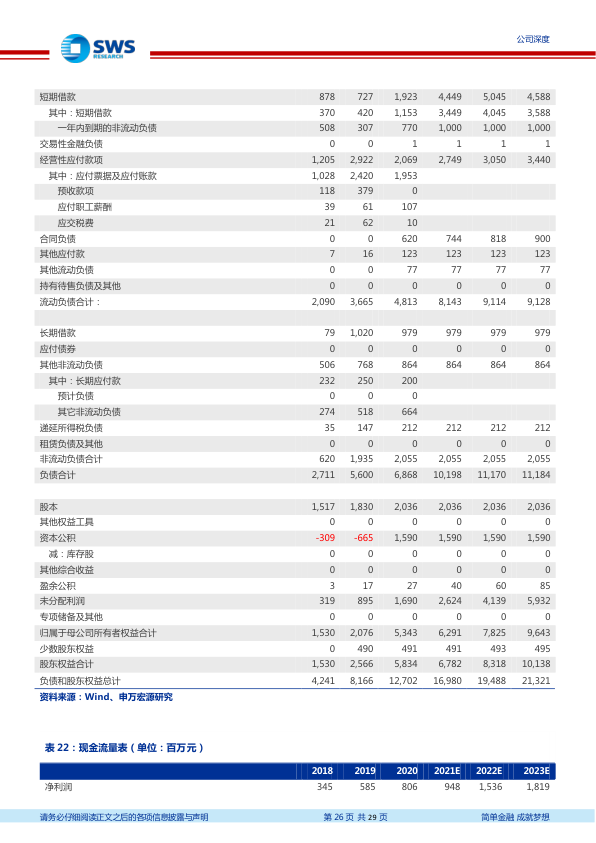 SWS
RESEARCH
公司深度
短期借款 878 727 1,923 4,449 5,045 4,588
其中：短期借款 370 420 1,153 3,449 4,045 3,588
一年内到期的非流动负债 508 307 770 1,000 1,000 1,000
交易性金融负债 0 0 1 1 1 1
经营性应付款项 1,205 2,922 2,069 2,749 3,050 3,440
其中：应付票据及应付账款 1,028 2,420 1,953
预收款项 118 379 0
应付职工薪酬 39 61 107
应交税费 21 62 10
合同负债 0 0 620 744 818 900
其他应付款 7 16 123 123 123 123
其他流动负债 0 0 77 77 77 77
持有待售负债及其他 0 0 0 0 0 0
流动负债合计： 2,090 3,665 4,813 8,143 9,114 9,128
长期借款 79 1,020 979 979 979 979
应付债券 0 0 0 0 0 0
其他非流动负债 506 768 864 864 864 864
其中：长期应付款 232 250 200
预计负债 0 0 0
其它非流动负债 274 518 664
递延所得税负债 35 147 212 212 212 212
租赁负债及其他 0 0 0 0 0 0
非流动负债合计 620 1,935 2,055 2,055 2,055 2,055
负债合计 2,711 5,600 6,868 10,198 11,170 11,184
股本 1,517 1,830 2,036 2,036 2,036 2,036
其他权益工具 0 0 0 0 0 0
资本公积 -309 -665 1,590 1,590 1,590 1,590
减：库存股 0 0 0 0 0 0
其他综合收益 0 0 0 0 0 0
盈余公积 3 17 27 40 60 85
未分配利润 319 895 1,690 2,624 4,139 5,932
专项储备及其他 0 0 0 0 0 0
归属于母公司所有者权益合计 1,530 2,076 5,343 6,291 7,825 9,643
少数股东权益 0 490 491 491 493 495
股东权益合计 1,530 2,566 5,834 6,782 8,318 10,138
负债和股东权益总计 4,241 8,166 12,702 16,980 19,488 21,321
资料来源：Wind、申万宏源研究
表 22：现金流量表（单位：百万元）
2018 2019 2020 2021E 2022E 2023E
净利润 345 585 806 948 1,536 1,819
请务必仔细阅读正文之后的各项信息披露与声明 第 26 页 共 29 页 简单金融 成就梦想